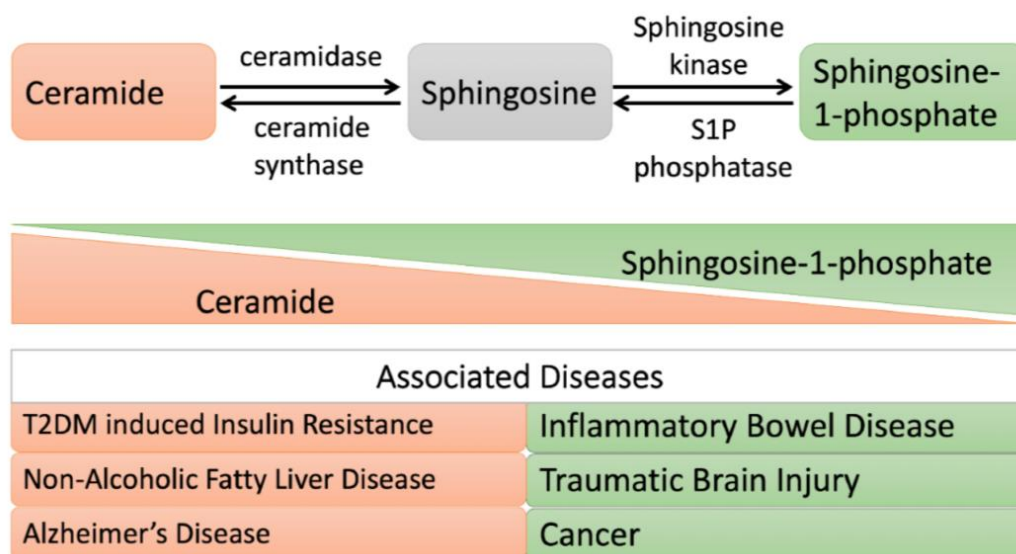 Ceramide
ceramidase
ceramide
synthase
Sphingosine
Sphingosine
kinase
S1P
phosphatase
Sphingosine-
1-phosphate
Sphingosine-1-phosphate
Ceramide
Associated Diseases
T2DM induced Insulin Resistance
Inflammatory Bowel Disease
Non-Alcoholic Fatty Liver Disease
Traumatic Brain Injury
Alzheimer’s Disease
Cancer